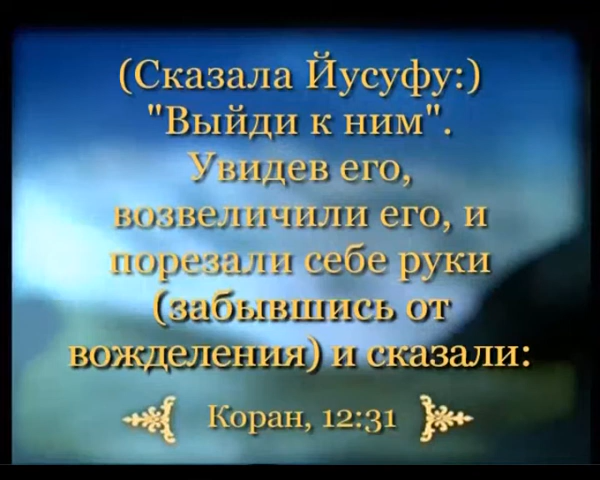 (Сказала Йусуфу:)
"Выйди к ним".
Увидев его,
возвеличили его, и
порезали себе руки
(забывшись от
вожделения) и сказали:
Коран, 12:31